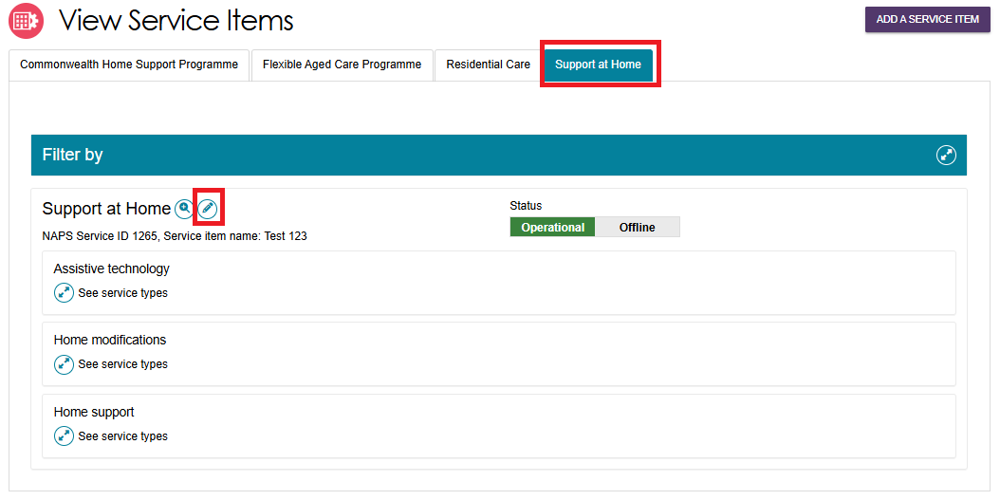 View Service Items
ADD A SERVICE ITEM
Commonwealth Home Support Programme
Flexible Aged Care Programme
Residential Care
Support at Home
Filter by
Support at Home
Status
Operational
Offline
NAPS Service ID 1265, Service item name: Test 123
Assistive technology
See service types
Home modifications
See service types
Home support
See service types